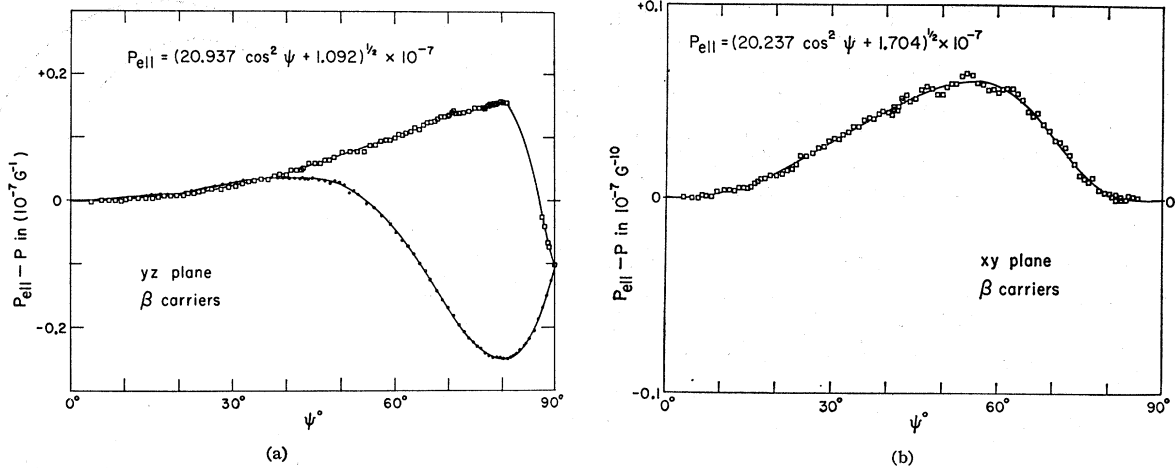 P_ell = (20.937 cos² ψ + 1.092)^½ × 10⁻⁷
+0.2
0
-0.2
P_ell − P in (10⁻⁷ G⁻¹)
yz plane
β carriers
0° 30° 60° 90°
ψ°
(a)
P_ell = (20.237 cos² ψ + 1.704)^½ × 10⁻⁷
+0.1
0
-0.1
0
P_ell − P in 10⁻⁷ G⁻¹⁰
xy plane
β carriers
0° 30° 60° 90°
ψ°
(b)